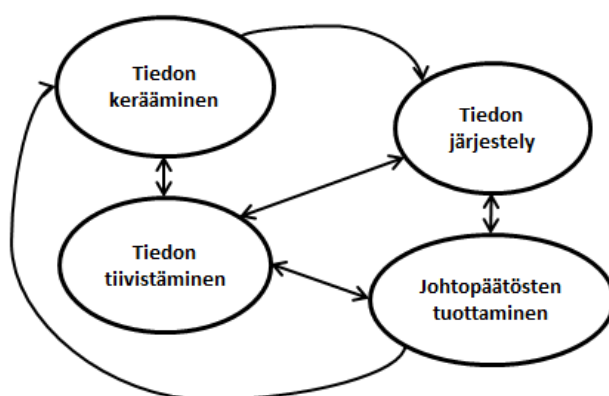 Tiedon
kerääminen
Tiedon
järjestely
Tiedon
tiivistäminen
Johtopäätösten
tuottaminen